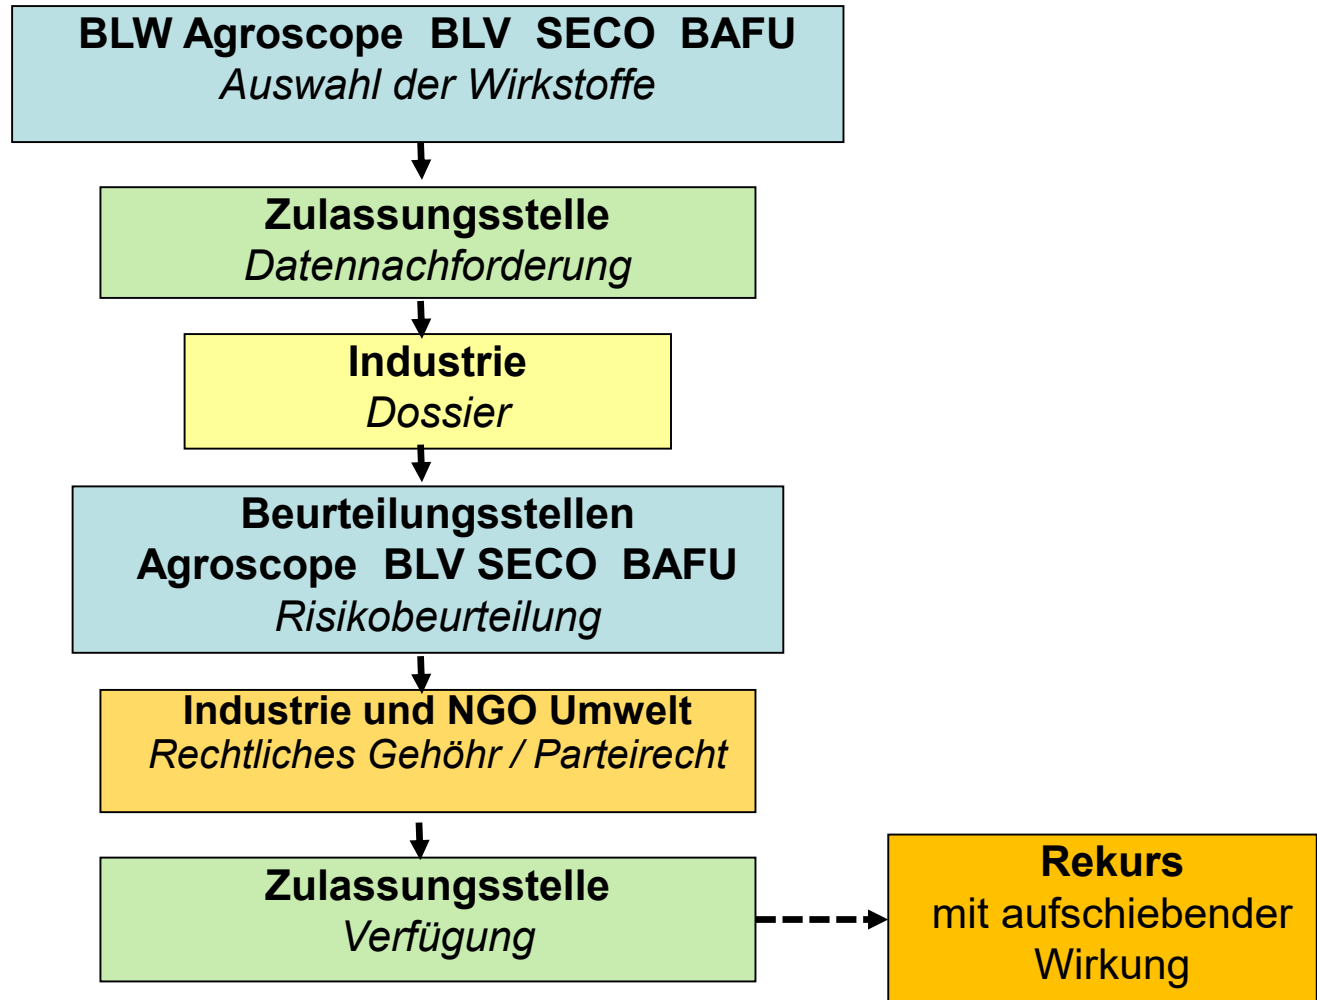 BLW Agroscope BLV SECO BAFU
Auswahl der Wirkstoffe
Zulassungsstelle
Datennachforderung
Industrie
Dossier
Beurteilungsstellen
Agroscope BLV SECO BAFU
Risikobeurteilung
Industrie und NGO Umwelt
Rechtliches Gehöhr / Parteirecht
Zulassungsstelle
Verfügung
Rekurs
mit aufschiebender
Wirkung